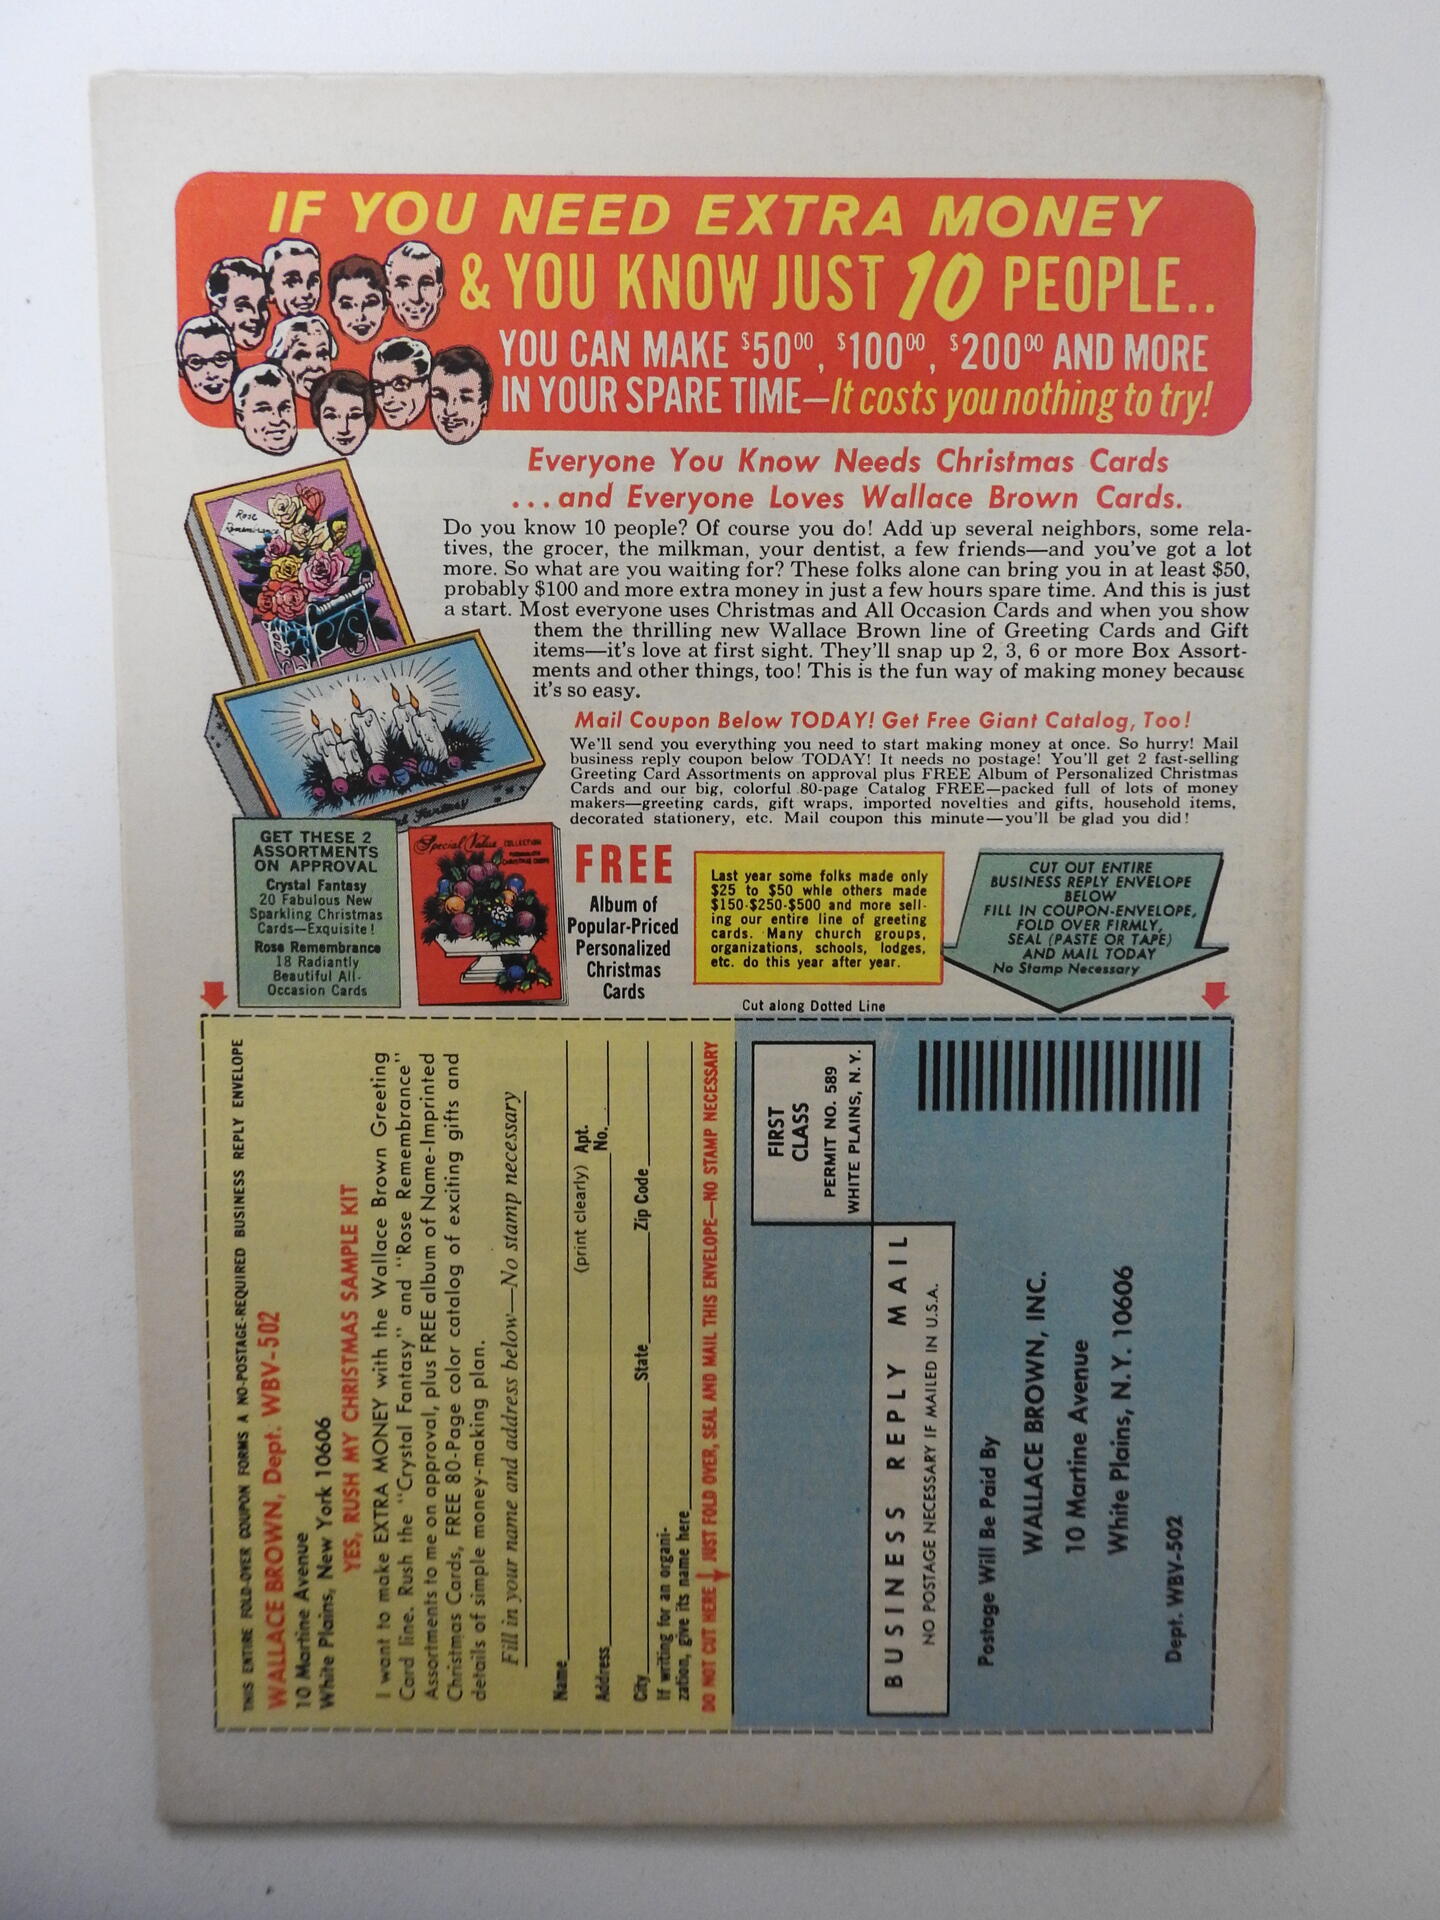 IF YOU NEED EXTRA MONEY
& YOU KNOW JUST 10 PEOPLE..
YOU CAN MAKE $50⁰⁰, $100⁰⁰, $200⁰⁰ AND MORE
IN YOUR SPARE TIME—It costs you nothing to try!
Everyone You Know Needs Christmas Cards
...and Everyone Loves Wallace Brown Cards.
Do you know 10 people? Of course you do! Add up several neighbors, some rela-
tives, the grocer, the milkman, your dentist, a few friends—and you've got a lot
more. So what are you waiting for? These folks alone can bring you in at least $50,
probably $100 and more extra money in just a few hours spare time. And this is just
a start. Most everyone uses Christmas and All Occasion Cards and when you show
them the thrilling new Wallace Brown line of Greeting Cards and Gift
items—it's love at first sight. They'll snap up 2, 3, 6 or more Box Assort-
ments and other things, too! This is the fun way of making money because
it's so easy.
Rose
Remembrance
Mail Coupon Below TODAY! Get Free Giant Catalog, Too!
We'll send you everything you need to start making money at once. So hurry! Mail
business reply coupon below TODAY! It needs no postage! You'll get 2 fast-selling
Greeting Card Assortments on approval plus FREE Album of Personalized Christmas
Cards and our big, colorful 80-page Catalog FREE—packed full of lots of money
makers—greeting cards, gift wraps, imported novelties and gifts, household items,
decorated stationery, etc. Mail coupon this minute—you'll be glad you did!
Fantasy
GET THESE 2
ASSORTMENTS
ON APPROVAL
Crystal Fantasy
20 Fabulous New
Sparkling Christmas
Cards—Exquisite!
Rose Remembrance
18 Radiantly
Beautiful All-
Occasion Cards
Special Value COLLECTION
PERSONALIZED
CHRISTMAS CARDS
FREE
Album of
Popular-Priced
Personalized
Christmas
Cards
Last year some folks made only
$25 to $50 whle others made
$150-$250-$500 and more sell-
ing our entire line of greeting
cards. Many church groups,
organizations, schools, lodges,
etc. do this year after year.
CUT OUT ENTIRE
BUSINESS REPLY ENVELOPE
BELOW
FILL IN COUPON-ENVELOPE,
FOLD OVER FIRMLY,
SEAL (PASTE OR TAPE)
AND MAIL TODAY
No Stamp Necessary
Cut along Dotted Line
THIS ENTIRE FOLD-OVER COUPON FORMS A NO-POSTAGE-REQUIRED BUSINESS REPLY ENVELOPE
WALLACE BROWN, Dept. WBV-502
10 Martine Avenue
White Plains, New York 10606
YES, RUSH MY CHRISTMAS SAMPLE KIT
I want to make EXTRA MONEY with the Wallace Brown Greeting
Card line. Rush the "Crystal Fantasy" and "Rose Remembrance"
Assortments to me on approval, plus FREE album of Name-Imprinted
Christmas Cards, FREE 80-Page color catalog of exciting gifts and
details of simple money-making plan.
Fill in your name and address below—No stamp necessary
Name
(print clearly) Apt.
Address No.
City State Zip Code
If writing for an organi-
zation, give its name here
DO NOT CUT HERE JUST FOLD OVER, SEAL AND MAIL THIS ENVELOPE—NO STAMP NECESSARY
FIRST
CLASS
PERMIT NO. 589
WHITE PLAINS, N.Y.
BUSINESS REPLY MAIL
NO POSTAGE NECESSARY IF MAILED IN U.S.A.
Postage Will Be Paid By
WALLACE BROWN, INC.
10 Martine Avenue
White Plains, N.Y. 10606
Dept. WBV-502